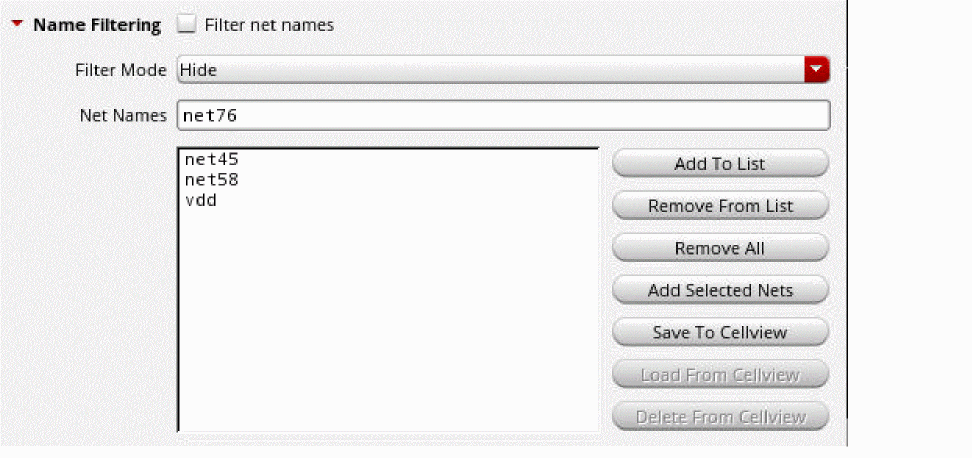 Name Filtering Filter net names
Filter Mode Hide
Net Names net76
net45
net58
vdd
Add To List
Remove From List
Remove All
Add Selected Nets
Save To Cellview
Load From Cellview
Delete From Cellview